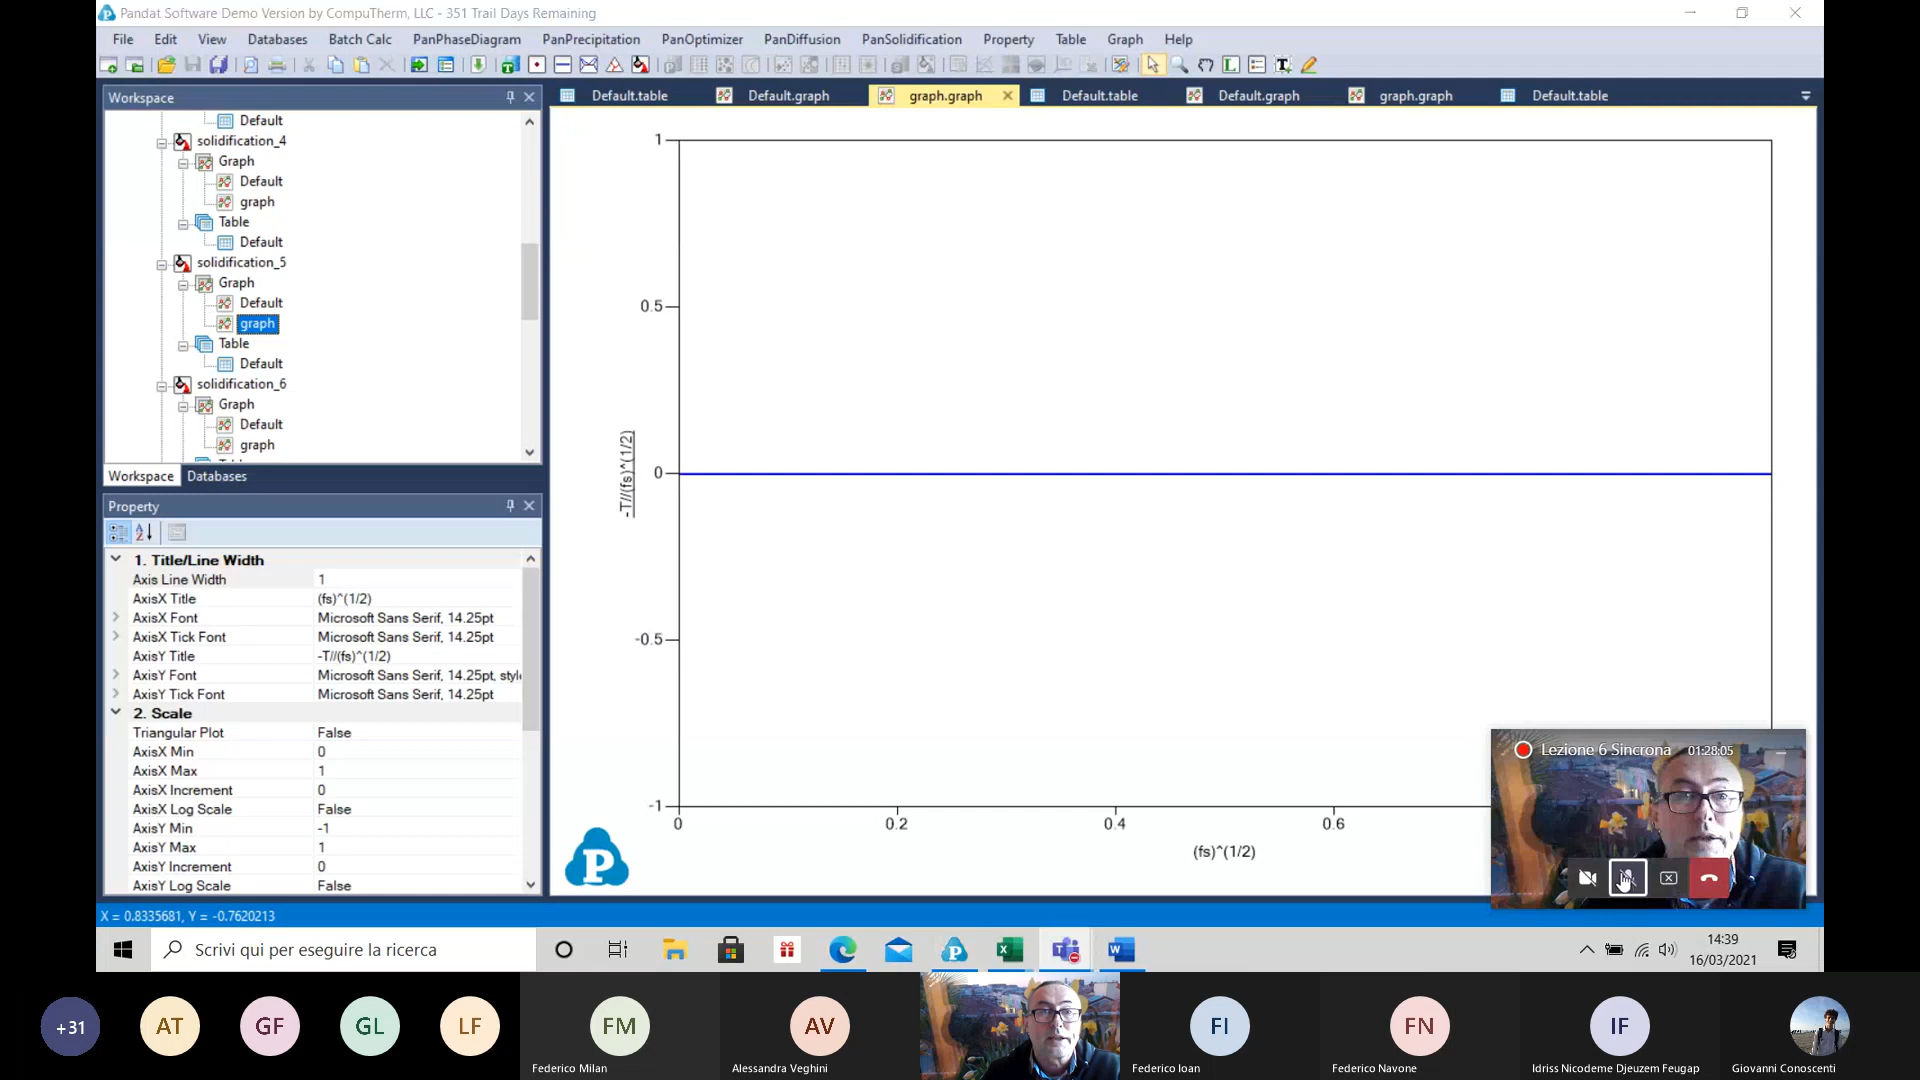 Pandat Software Demo Version by CompuTherm, LLC - 351 Trail Days Remaining
File Edit View Databases Batch Calc PanPhaseDiagram PanPrecipitation PanOptimizer PanDiffusion PanSolidification Property Table Graph Help
Workspace
Default
solidification_4
Graph
Default
graph
Table
Default
solidification_5
Graph
Default
graph
Table
Default
solidification_6
Graph
Default
graph
Workspace Databases
Property
1. Title/Line Width
Axis Line Width 1
AxisX Title (fs)^(1/2)
AxisX Font Microsoft Sans Serif, 14.25pt
AxisX Tick Font Microsoft Sans Serif, 14.25pt
AxisY Title -T//(fs)^(1/2)
AxisY Font Microsoft Sans Serif, 14.25pt, styl
AxisY Tick Font Microsoft Sans Serif, 14.25pt
2. Scale
Triangular Plot False
AxisX Min 0
AxisX Max 1
AxisX Increment 0
AxisX Log Scale False
AxisY Min -1
AxisY Max 1
AxisY Increment 0
AxisY Log Scale False
Default.table Default.graph graph.graph Default.table Default.graph graph.graph Default.table
1
0.5
0
-0.5
-1
-T//(fs)^(1/2)
0 0.2 0.4 0.6
(fs)^(1/2)
P
Lezione 6 Sincrona 01:28:05
X = 0.8335681, Y = -0.7620213
Scrivi qui per eseguire la ricerca
14:39
16/03/2021
+31 AT GF GL LF FM AV FI FN IF
Federico Milan Alessandra Veghini Federico Ioan Federico Navone Idriss Nicodeme Djeuzem Feugap Giovanni Conoscenti